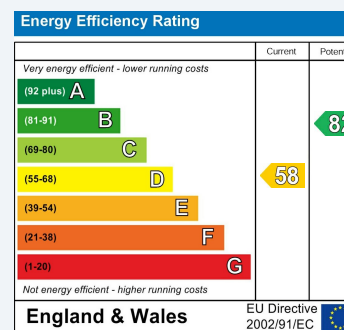 Energy Efficiency Rating
Current
Very energy efficient - lower running costs
(92 plus) A
(81-91) B
(69-80) C
(55-68) D
58
(39-54) E
(21-38) F
(1-20) G
Not energy efficient - higher running costs
England & Wales
EU Directive
2002/91/EC